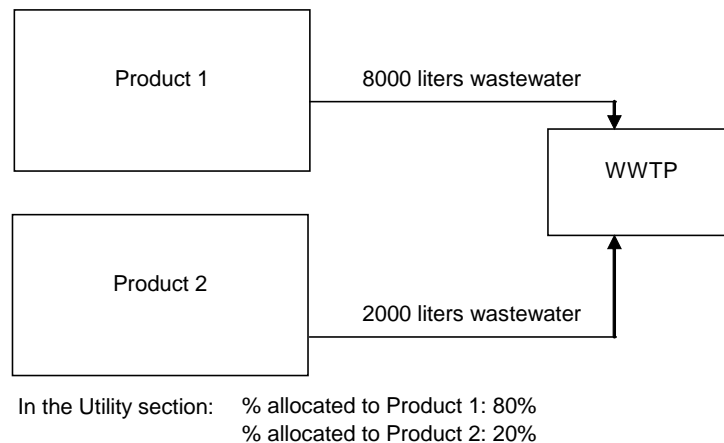 Product 1
8000 liters wastewater
WWTP
Product 2
2000 liters wastewater
In the Utility section: % allocated to Product 1: 80%
% allocated to Product 2: 20%